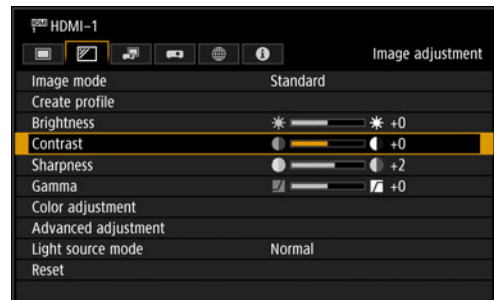 HDMI-1
Image adjustment
Image mode Standard
Create profile
Brightness +0
Contrast +0
Sharpness +2
Gamma +0
Color adjustment
Advanced adjustment
Light source mode Normal
Reset